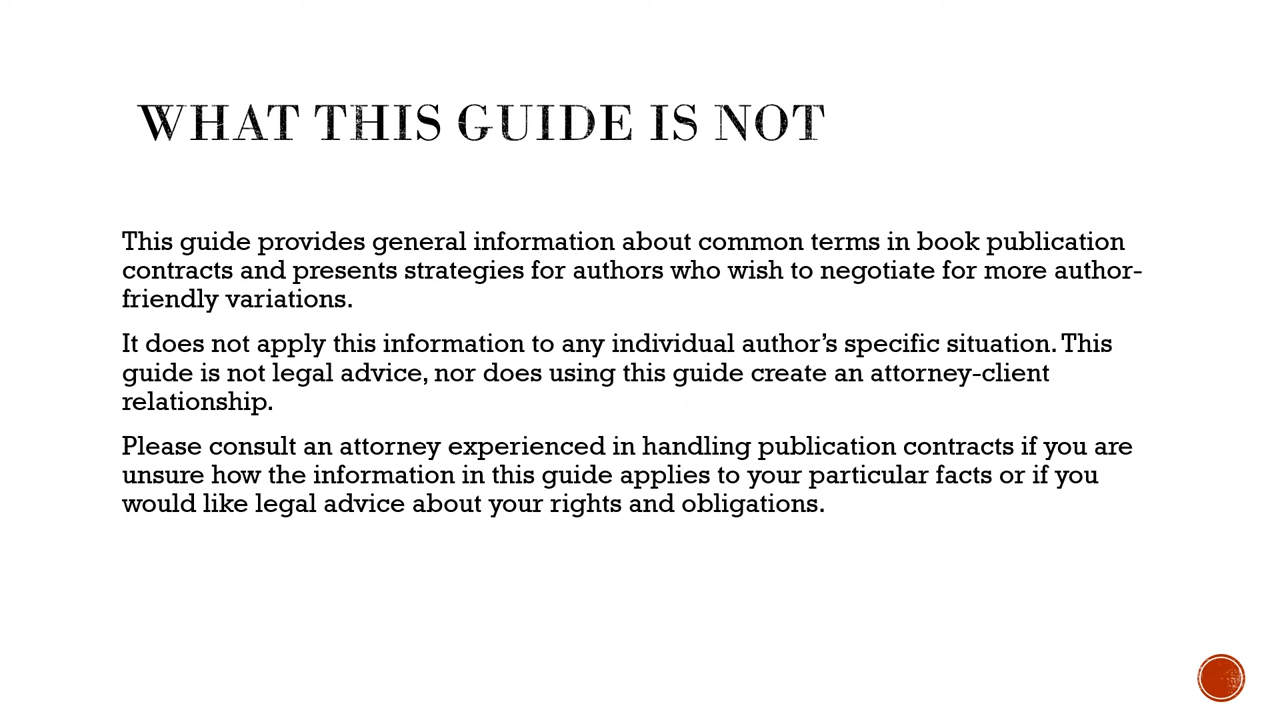 WHAT THIS GUIDE IS NOT
This guide provides general information about common terms in book publication
contracts and presents strategies for authors who wish to negotiate for more author-
friendly variations.
It does not apply this information to any individual author’s specific situation. This
guide is not legal advice, nor does using this guide create an attorney-client
relationship.
Please consult an attorney experienced in handling publication contracts if you are
unsure how the information in this guide applies to your particular facts or if you
would like legal advice about your rights and obligations.